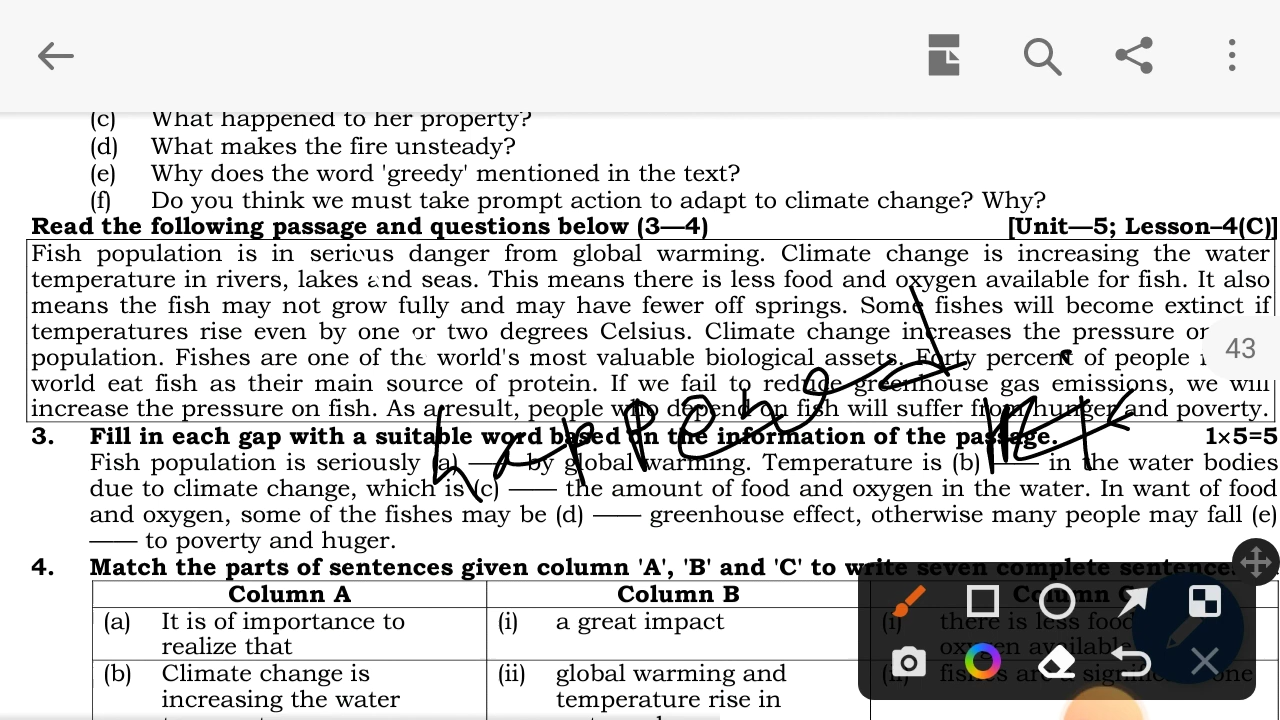 (c) What happened to her property?
(d) What makes the fire unsteady?
(e) Why does the word 'greedy' mentioned in the text?
(f) Do you think we must take prompt action to adapt to climate change? Why?
Read the following passage and questions below (3—4) [Unit—5; Lesson–4(C)]
Fish population is in serious danger from global warming. Climate change is increasing the water
temperature in rivers, lakes and seas. This means there is less food and oxygen available for fish. It also
means the fish may not grow fully and may have fewer off springs. Some fishes will become extinct if
temperatures rise even by one or two degrees Celsius. Climate change increases the pressure on
population. Fishes are one of the world's most valuable biological assets. Forty percent of people
43
world eat fish as their main source of protein. If we fail to reduce greenhouse gas emissions, we will
increase the pressure on fish. As a result, people who depend on fish will suffer from hunger and poverty.
happened
3. Fill in each gap with a suitable word based on the information of the passage. 1×5=5
Fish population is seriously (a) —— by global warming. Temperature is (b) —— in the water bodies
due to climate change, which is (c) —— the amount of food and oxygen in the water. In want of food
and oxygen, some of the fishes may be (d) —— greenhouse effect, otherwise many people may fall (e)
—— to poverty and huger.
4. Match the parts of sentences given column 'A', 'B' and 'C' to write seven complete sentence
Column A Column B Column C
(a) It is of importance to (i) a great impact (i) there is less food
realize that oxygen available
(b) Climate change is (ii) global warming and (ii) fishes are a significant one
increasing the water temperature rise in